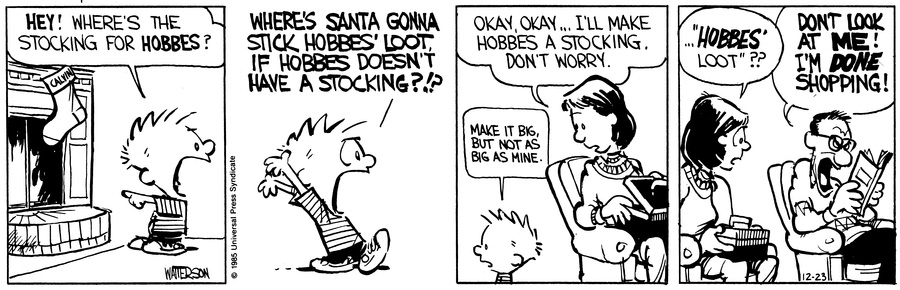 HEY! WHERE'S THE
STOCKING FOR HOBBES?
CALVIN
WATTERSON
© 1985 Universal Press Syndicate
WHERE'S SANTA GONNA
STICK HOBBES' LOOT,
IF HOBBES DOESN'T
HAVE A STOCKING?!?
OKAY, OKAY... I'LL MAKE
HOBBES A STOCKING.
DON'T WORRY.
MAKE IT BIG,
BUT NOT AS
BIG AS MINE.
..."HOBBES'
LOOT"??
DON'T LOOK
AT ME!
I'M DONE
SHOPPING!
12-23